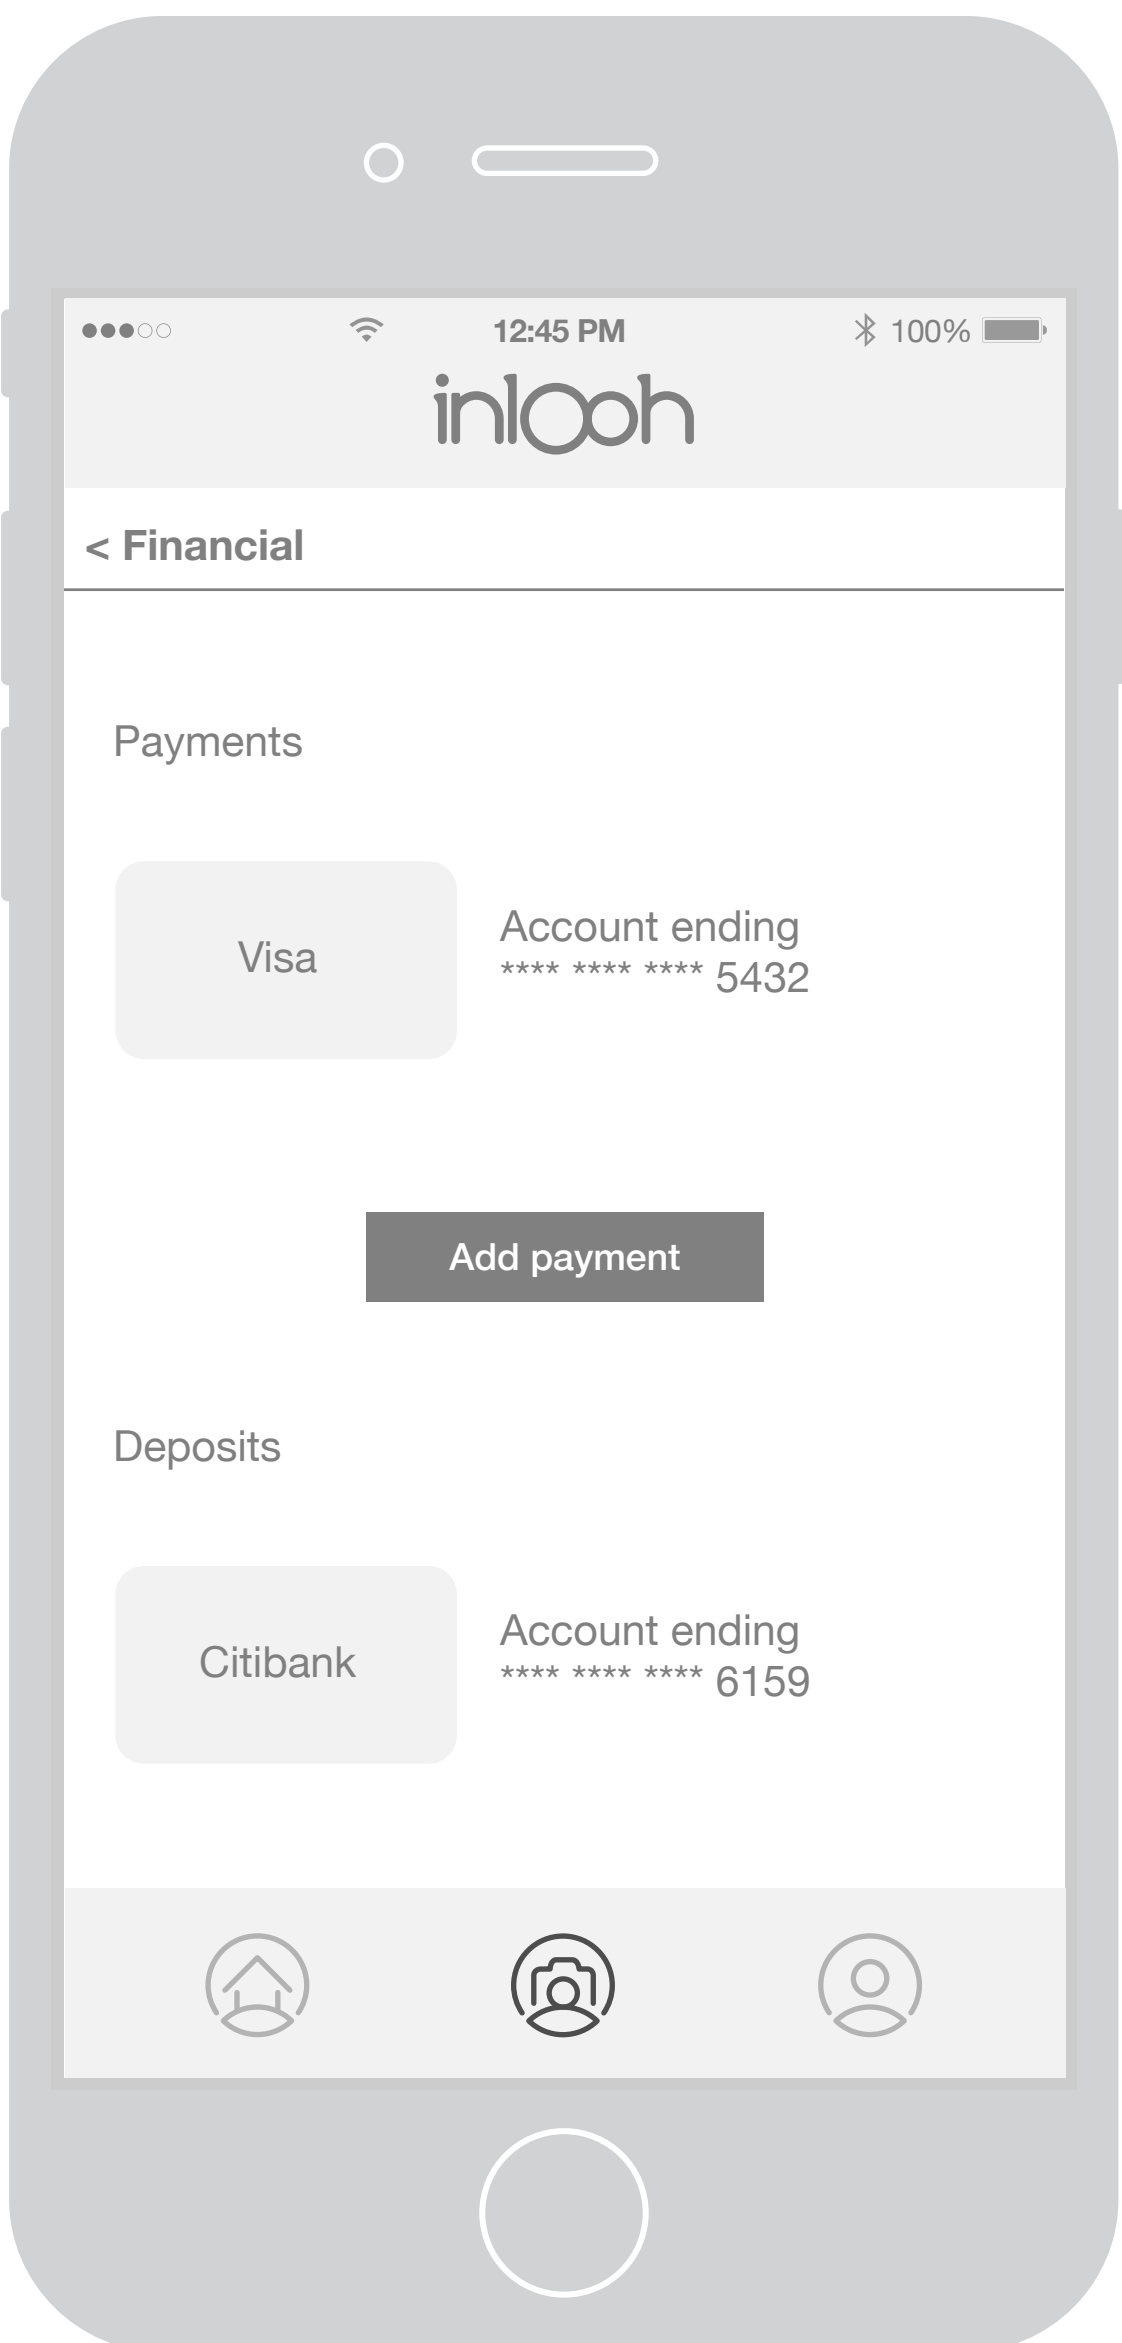 12:45 PM
100%
inlooh
< Financial
Payments
Visa
Account ending
**** **** **** 5432
Add payment
Deposits
Citibank
Account ending
**** **** **** 6159